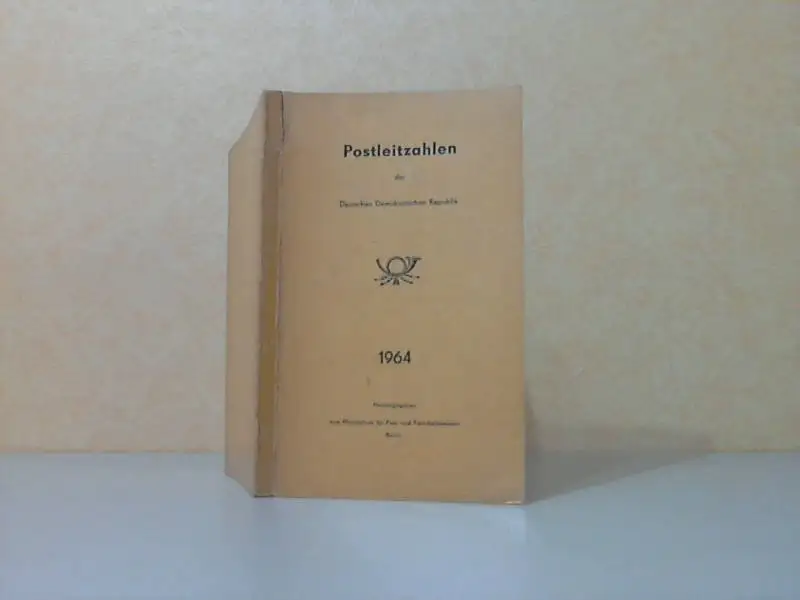 Postleitzahlen
der
Deutschen Demokratischen Republik
1964
Herausgegeben
vom Ministerium für Post- und Fernmeldewesen
Berlin